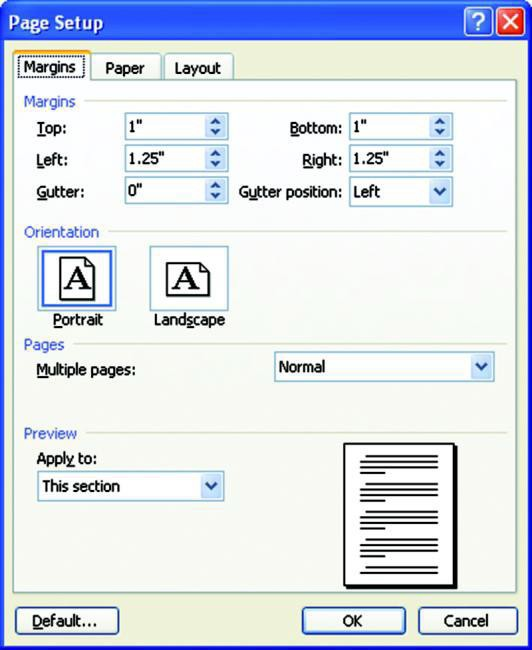 Page Setup
Margins Paper Layout
Margins
Top: 1" Bottom: 1"
Left: 1.25" Right: 1.25"
Gutter: 0" Gutter position: Left
Orientation
A A
Portrait Landscape
Pages
Multiple pages: Normal
Preview
Apply to:
This section
Default... OK Cancel